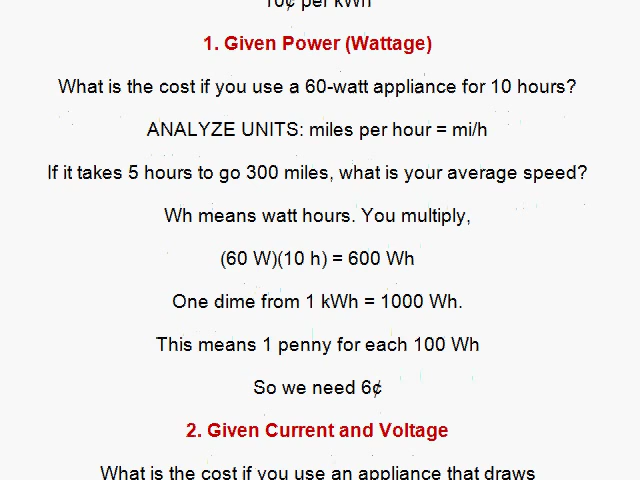 10¢ per kWh
1. Given Power (Wattage)
What is the cost if you use a 60-watt appliance for 10 hours?
ANALYZE UNITS: miles per hour = mi/h
If it takes 5 hours to go 300 miles, what is your average speed?
Wh means watt hours. You multiply,
(60 W)(10 h) = 600 Wh
One dime from 1 kWh = 1000 Wh.
This means 1 penny for each 100 Wh
So we need 6¢
2. Given Current and Voltage
What is the cost if you use an appliance that draws